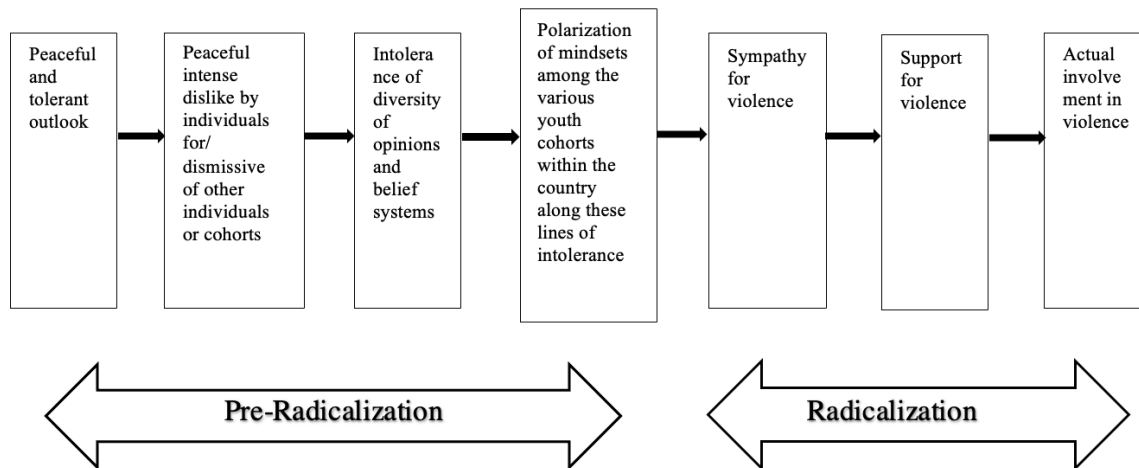 Peaceful
and
tolerant
outlook
Peaceful
intense
dislike by
individuals
for/
dismissive
of other
individuals
or cohorts
Intolera
nce of
diversity
of
opinions
and
belief
systems
Polarization
of mindsets
among the
various
youth
cohorts
within the
country
along these
lines of
intolerance
Sympathy
for
violence
Support
for
violence
Actual
involve
ment in
violence
Pre-Radicalization
Radicalization